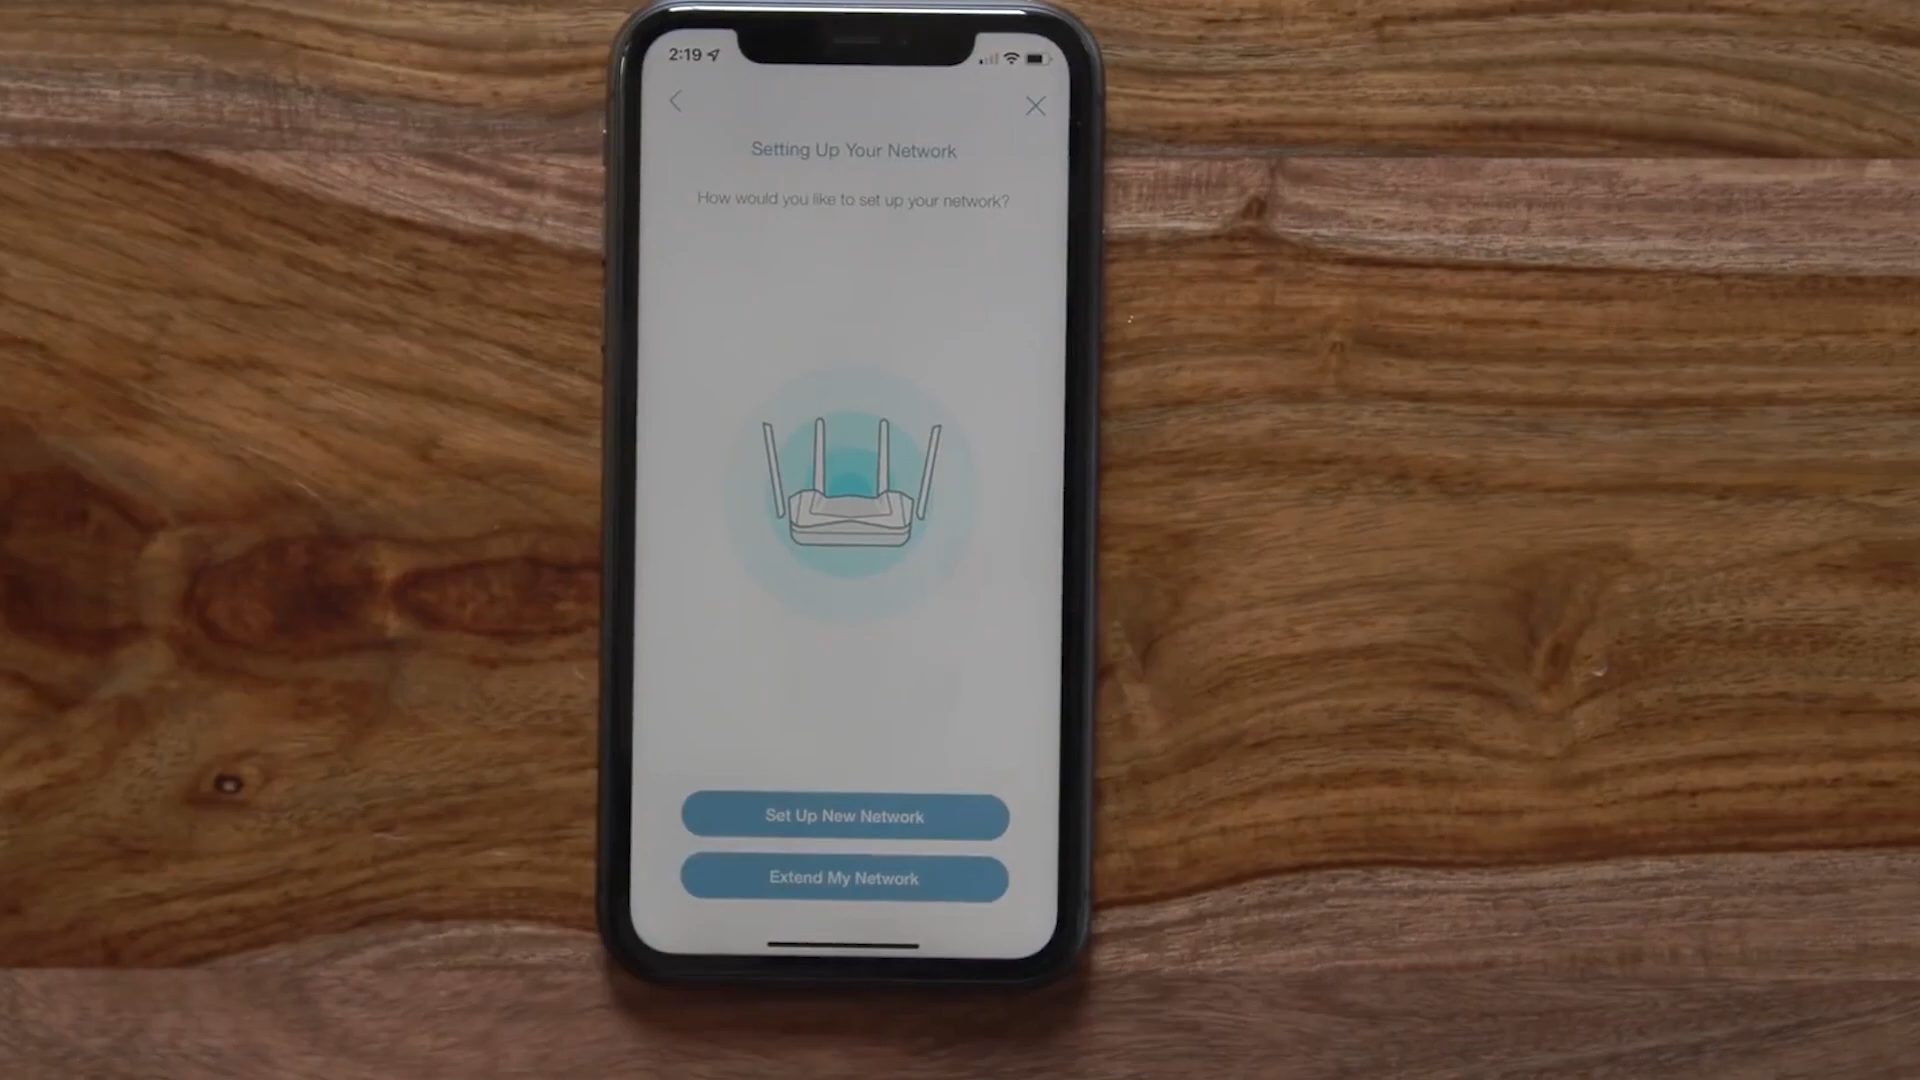 2:19
Setting Up Your Network
How would you like to set up your network?
Set Up New Network
Extend My Network